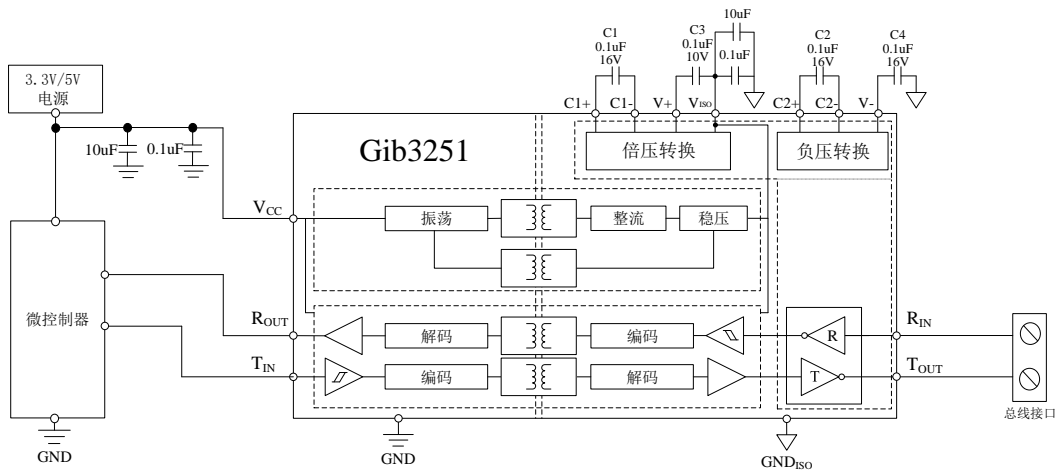 10uF
C1
0.1uF
16V
C3
0.1uF
10V
0.1uF
C2
0.1uF
16V
C4
0.1uF
16V
3.3V/5V
电源
C1+
C1-
V+
VISO
C2+
C2-
V-
10uF
0.1uF
Gib3251
倍压转换
负压转换
VCC
振荡
整流
稳压
微控制器
ROUT
解码
编码
R
RIN
TIN
编码
解码
T
TOUT
总线接口
GND
GND
GNDISO